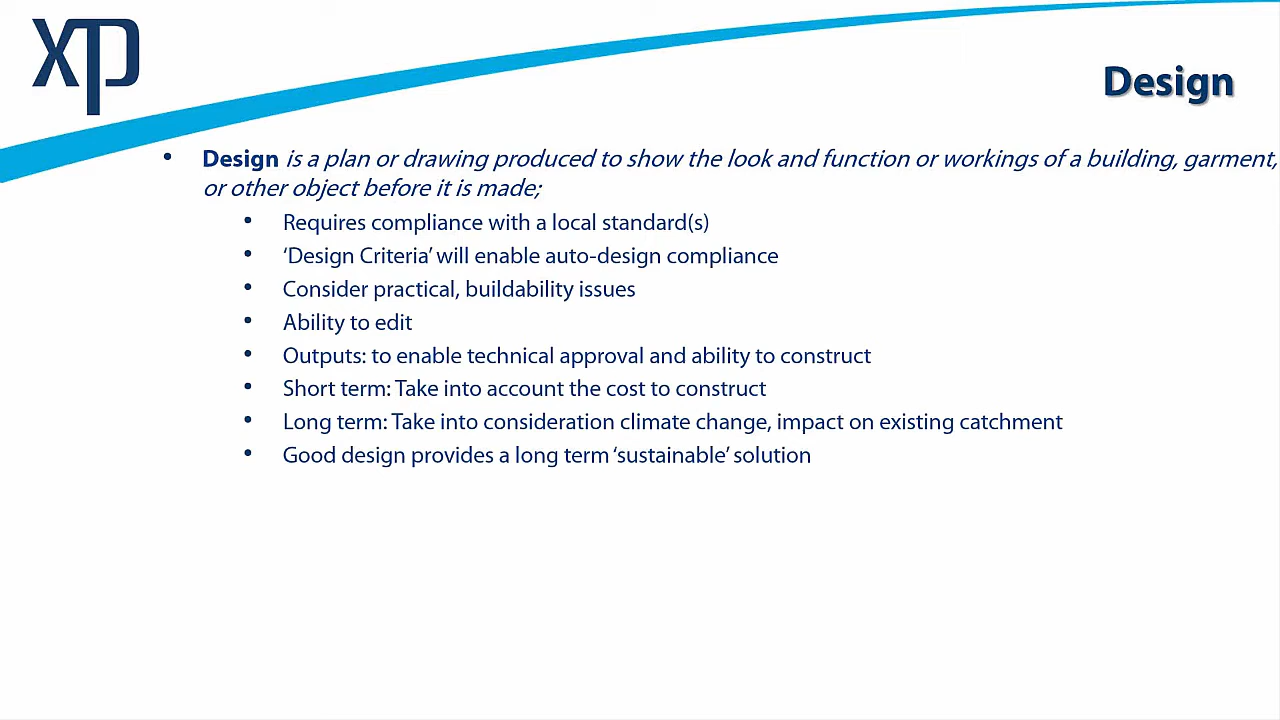 xp
Design
• Design is a plan or drawing produced to show the look and function or workings of a building, garment,
or other object before it is made;
• Requires compliance with a local standard(s)
• ‘Design Criteria’ will enable auto-design compliance
• Consider practical, buildability issues
• Ability to edit
• Outputs: to enable technical approval and ability to construct
• Short term: Take into account the cost to construct
• Long term: Take into consideration climate change, impact on existing catchment
• Good design provides a long term ‘sustainable’ solution